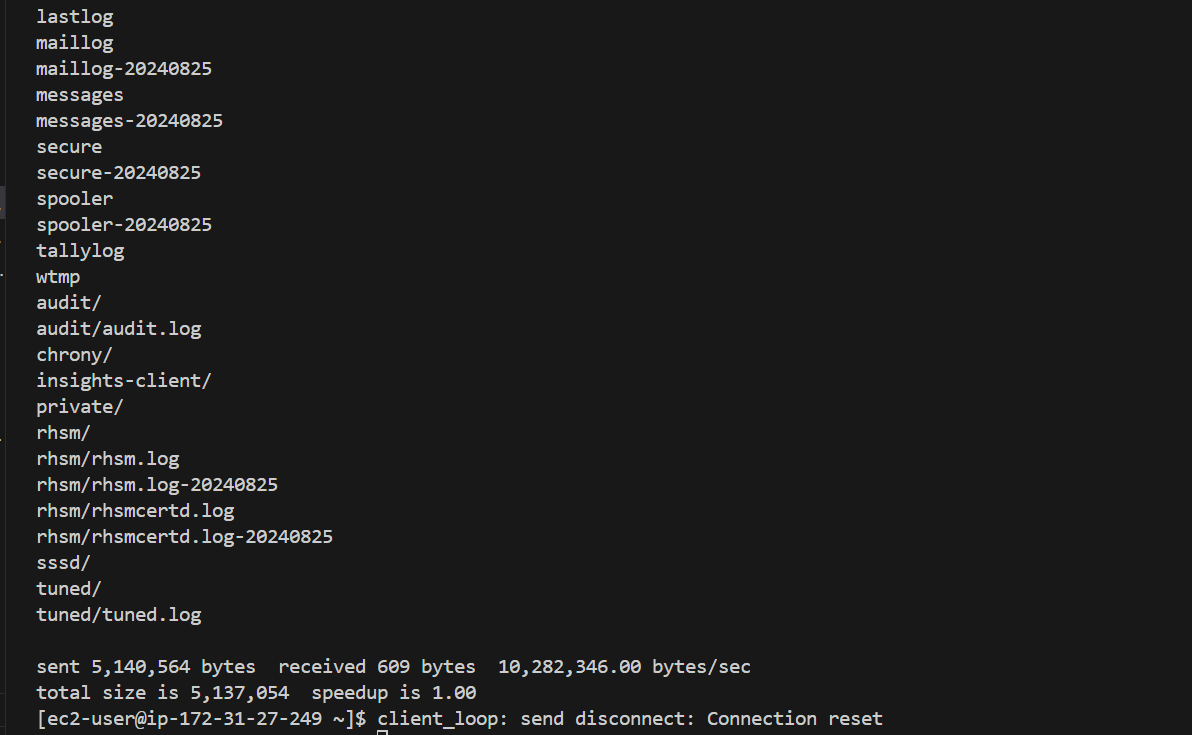 lastlog
maillog
maillog-20240825
messages
messages-20240825
secure
secure-20240825
spooler
spooler-20240825
tallylog
wtmp
audit/
audit/audit.log
chrony/
insights-client/
private/
rhsm/
rhsm/rhsm.log
rhsm/rhsm.log-20240825
rhsm/rhsmcertd.log
rhsm/rhsmcertd.log-20240825
sssd/
tuned/
tuned/tuned.log
sent 5,140,564 bytes  received 609 bytes  10,282,346.00 bytes/sec
total size is 5,137,054  speedup is 1.00
[ec2-user@ip-172-31-27-249 ~]$ client_loop: send disconnect: Connection reset